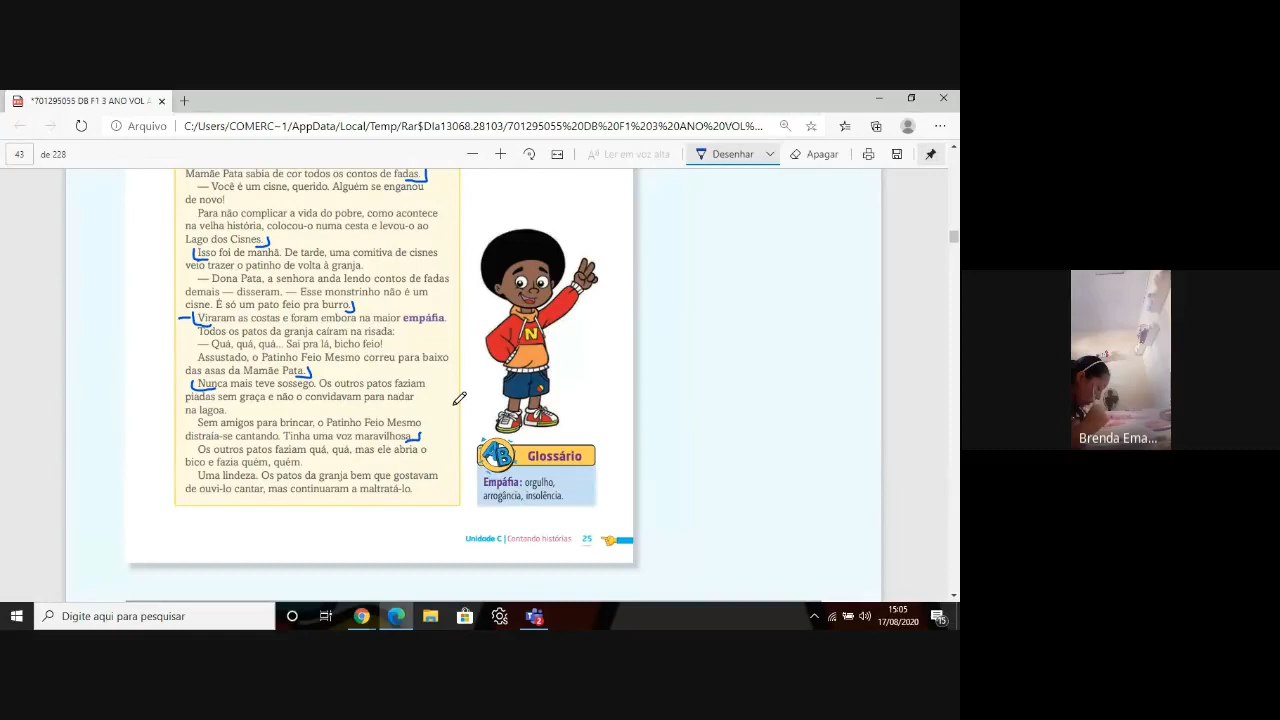 *701295055 DB F1 3 ANO VOL A
Arquivo
C:/Users/COMERC~1/AppData/Local/Temp/Rar$DIa13068.28103/701295055%20DB%20F1%203%20ANO%20VOL%...
43 de 228
Ler em voz alta
Desenhar
Apagar
Mamãe Pata sabia de cor todos os contos de fadas.
— Você é um cisne, querido. Alguém se enganou
de novo!
Para não complicar a vida do pobre, como acontece
na velha história, colocou-o numa cesta e levou-o ao
Lago dos Cisnes.
Isso foi de manhã. De tarde, uma comitiva de cisnes
veio trazer o patinho de volta à granja.
— Dona Pata, a senhora anda lendo contos de fadas
demais — disseram. — Esse monstrinho não é um
cisne. É só um pato feio pra burro.
Viraram as costas e foram embora na maior empáfia.
Todos os patos da granja caíram na risada:
— Quá, quá, quá... Sai pra lá, bicho feio!
Assustado, o Patinho Feio Mesmo correu para baixo
das asas da Mamãe Pata.
Nunca mais teve sossego. Os outros patos faziam
piadas sem graça e não o convidavam para nadar
na lagoa.
Sem amigos para brincar, o Patinho Feio Mesmo
distraía-se cantando. Tinha uma voz maravilhosa.
Os outros patos faziam quá, quá, mas ele abria o
bico e fazia quém, quém.
Uma lindeza. Os patos da granja bem que gostavam
de ouvi-lo cantar, mas continuaram a maltratá-lo.
N
AB
Glossário
Empáfia: orgulho,
arrogância, insolência.
Unidade C | Contando histórias 25
Brenda Ema...
Digite aqui para pesquisar
2
15:05
17/08/2020
15